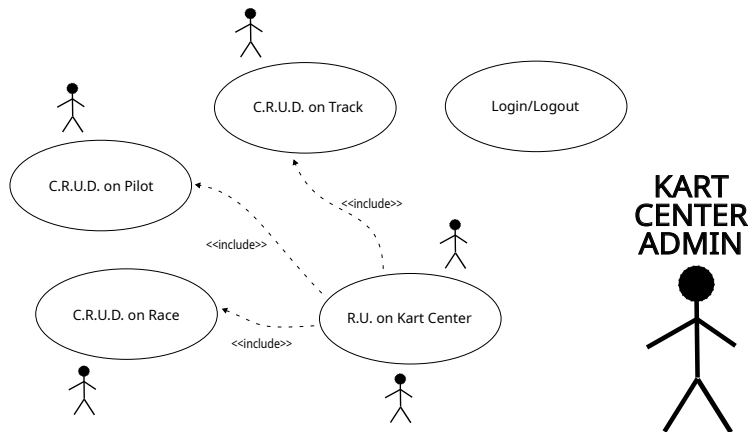 C.R.U.D. on Track
Login/Logout
C.R.U.D. on Pilot
KART
CENTER
ADMIN
<<include>>
<<include>>
C.R.U.D. on Race
R.U. on Kart Center
<<include>>